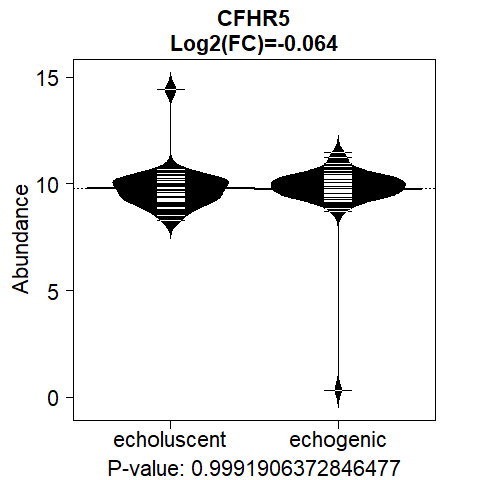 CFHR5
Log2(FC)=-0.064
15
10
5
0
Abundance
echoluscent echogenic
P-value: 0.9991906372846477